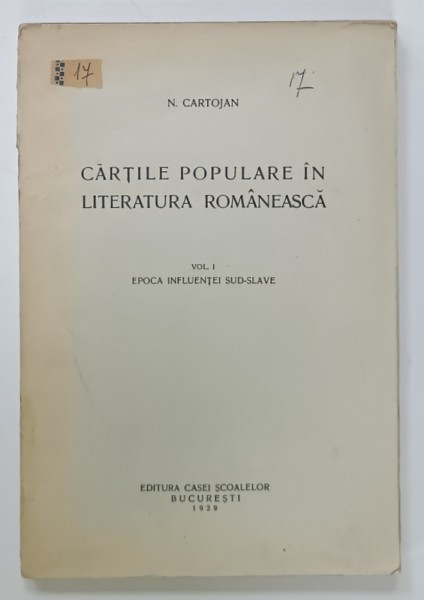 17
17
N. CARTOJAN
CĂRȚILE POPULARE ÎN
LITERATURA ROMÂNEASCĂ
VOL. I
EPOCA INFLUENȚEI SUD-SLAVE
EDITURA CASEI ȘCOALELOR
BUCUREȘTI
1929